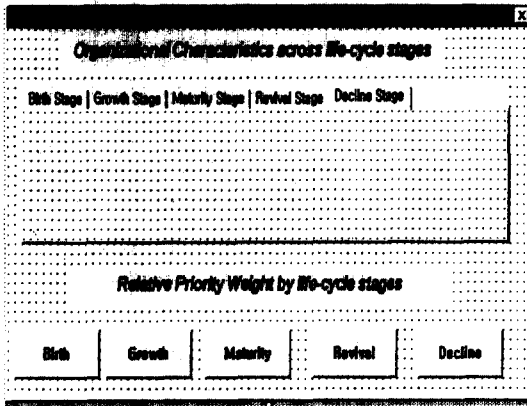 x
Organizational Characteristics across life-cycle stages
Birth Stage | Growth Stage | Maturity Stage | Revival Stage Decline Stage |
Relative Priority Weight by life-cycle stages
Birth Growth Maturity Revival Decline